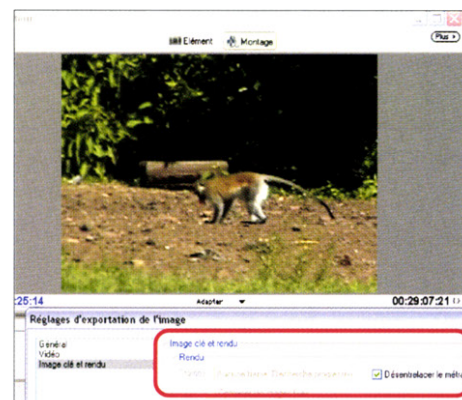 Elément Montage Plus
:25:14 Adapter 00:29:07:21
Réglages d'exportation de l'image
Général
Vidéo
Image clé et rendu
Image clé et rendu
Rendu
Désentrelacer le métr